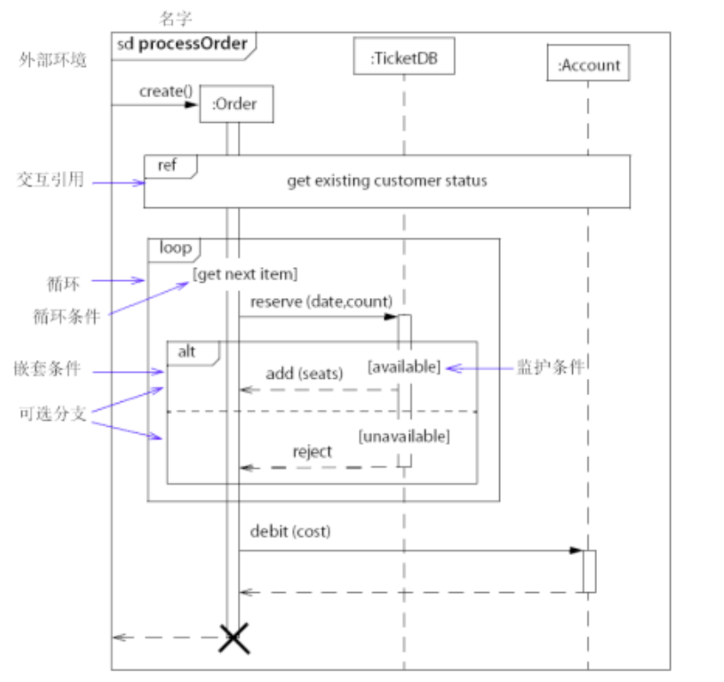 名字
sd processOrder
外部环境
:TicketDB
:Account
create()
:Order
ref
交互引用
get existing customer status
loop
循环
[get next item]
循环条件
reserve (date,count)
alt
嵌套条件
[available]
监护条件
add (seats)
可选分支
[unavailable]
reject
debit (cost)